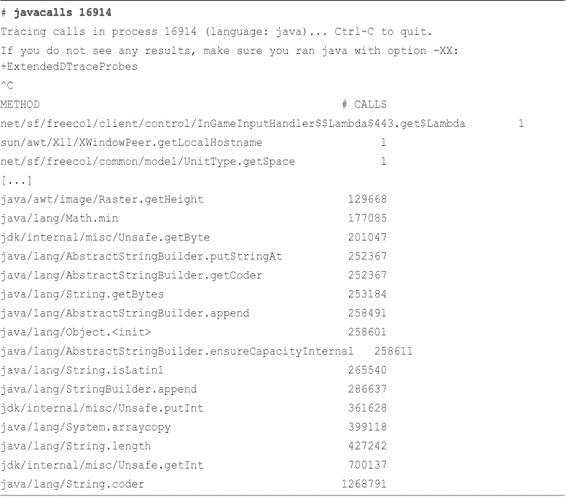 # javacalls 16914
Tracing calls in process 16914 (language: java)... Ctrl-C to quit.
If you do not see any results, make sure you ran java with option -XX:
+ExtendedDTraceProbes
^C
METHOD # CALLS
net/sf/freecol/client/control/InGameInputHandler$$Lambda$443.get$Lambda 1
sun/awt/X11/XWindowPeer.getLocalHostname 1
net/sf/freecol/common/model/UnitType.getSpace 1
[...]
java/awt/image/Raster.getHeight 129668
java/lang/Math.min 177085
jdk/internal/misc/Unsafe.getByte 201047
java/lang/AbstractStringBuilder.putStringAt 252367
java/lang/AbstractStringBuilder.getCoder 252367
java/lang/String.getBytes 253184
java/lang/AbstractStringBuilder.append 258491
java/lang/Object.<init> 258601
java/lang/AbstractStringBuilder.ensureCapacityInternal 258611
java/lang/String.isLatin1 265540
java/lang/StringBuilder.append 286637
jdk/internal/misc/Unsafe.putInt 361628
java/lang/System.arraycopy 399118
java/lang/String.length 427242
jdk/internal/misc/Unsafe.getInt 700137
java/lang/String.coder 1268791